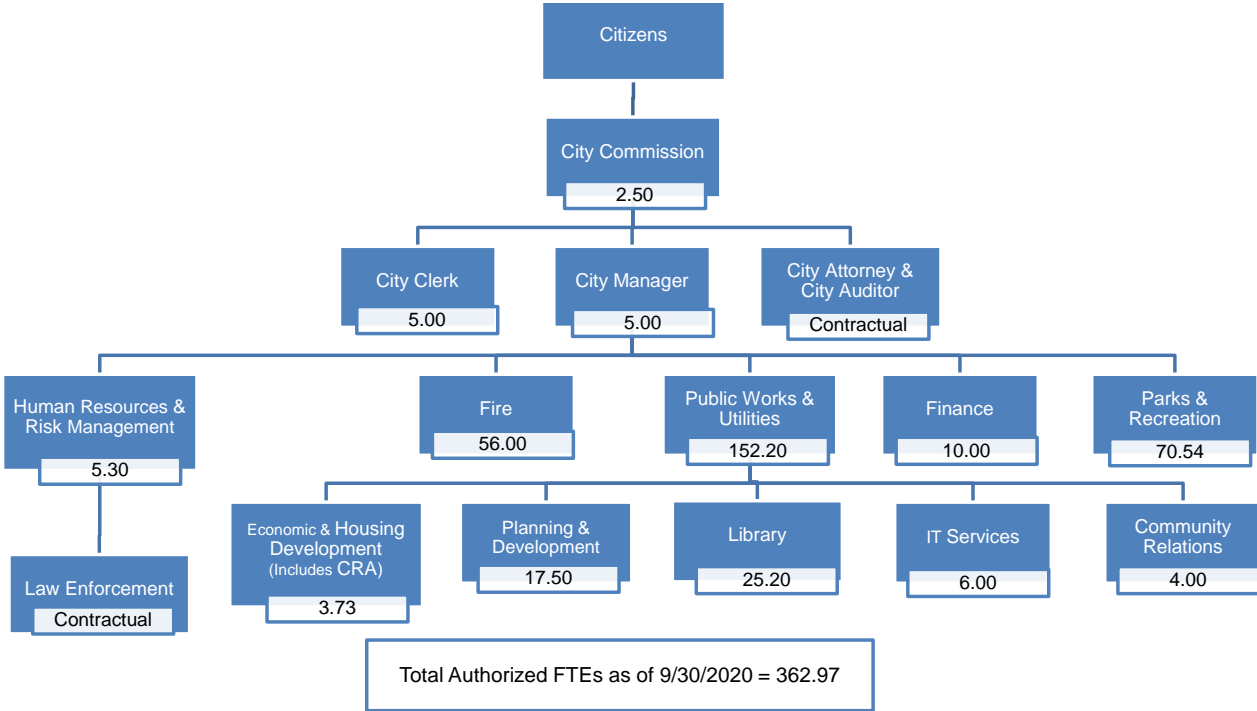 Citizens
City Commission
2.50
City Clerk
5.00
City Manager
5.00
City Attorney &
City Auditor
Contractual
Human Resources &
Risk Management
5.30
Fire
56.00
Public Works &
Utilities
152.20
Finance
10.00
Parks &
Recreation
70.54
Law Enforcement
Contractual
Economic & Housing
Development
(Includes CRA)
3.73
Planning &
Development
17.50
Library
25.20
IT Services
6.00
Community
Relations
4.00
Total Authorized FTEs as of 9/30/2020 = 362.97